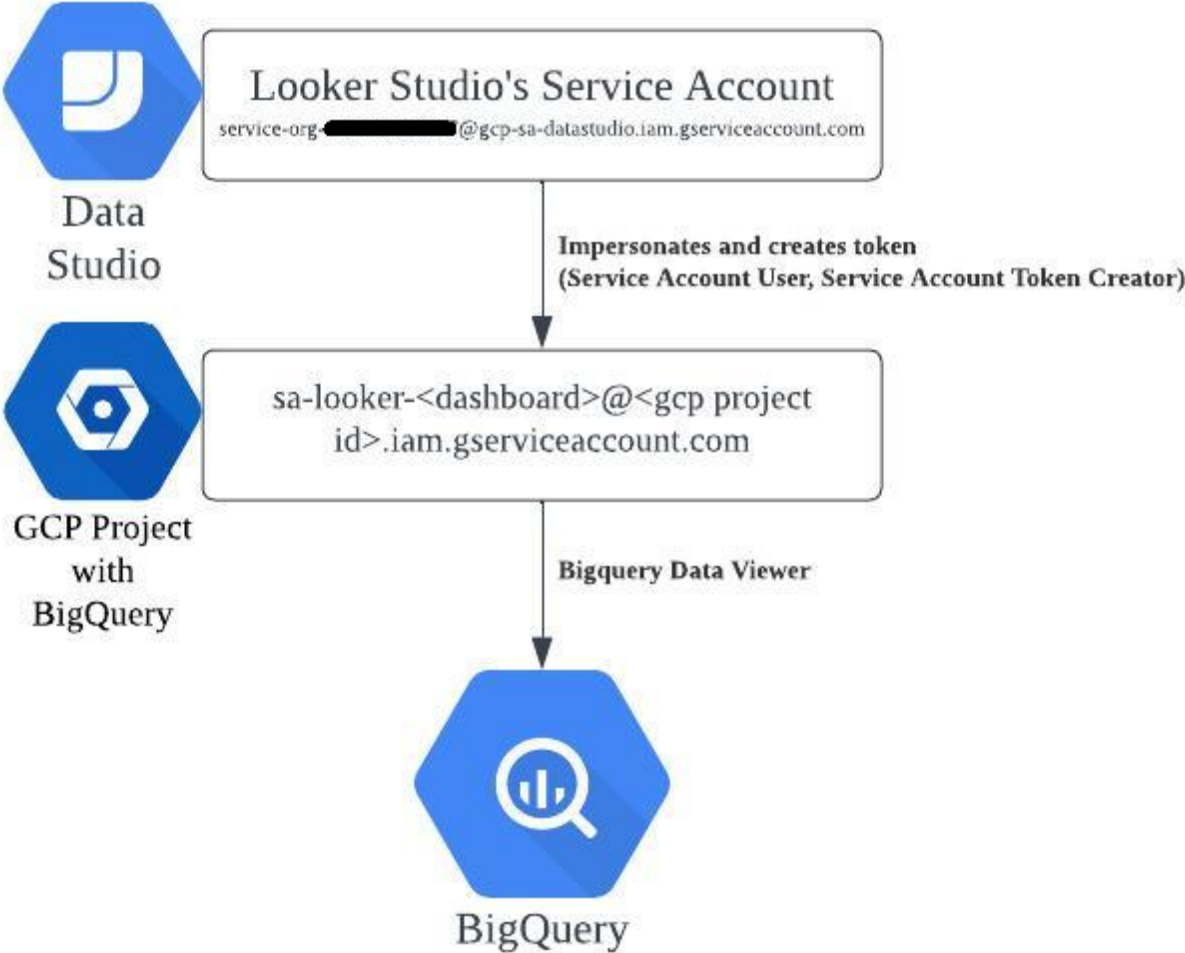 Looker Studio's Service Account
service-org-@gcp-sa-datastudio.iam.gserviceaccount.com
Data
Studio
Impersonates and creates token
(Service Account User, Service Account Token Creator)
sa-looker-<dashboard>@<gcp project
id>.iam.gserviceaccount.com
GCP Project
with
BigQuery
Bigquery Data Viewer
BigQuery